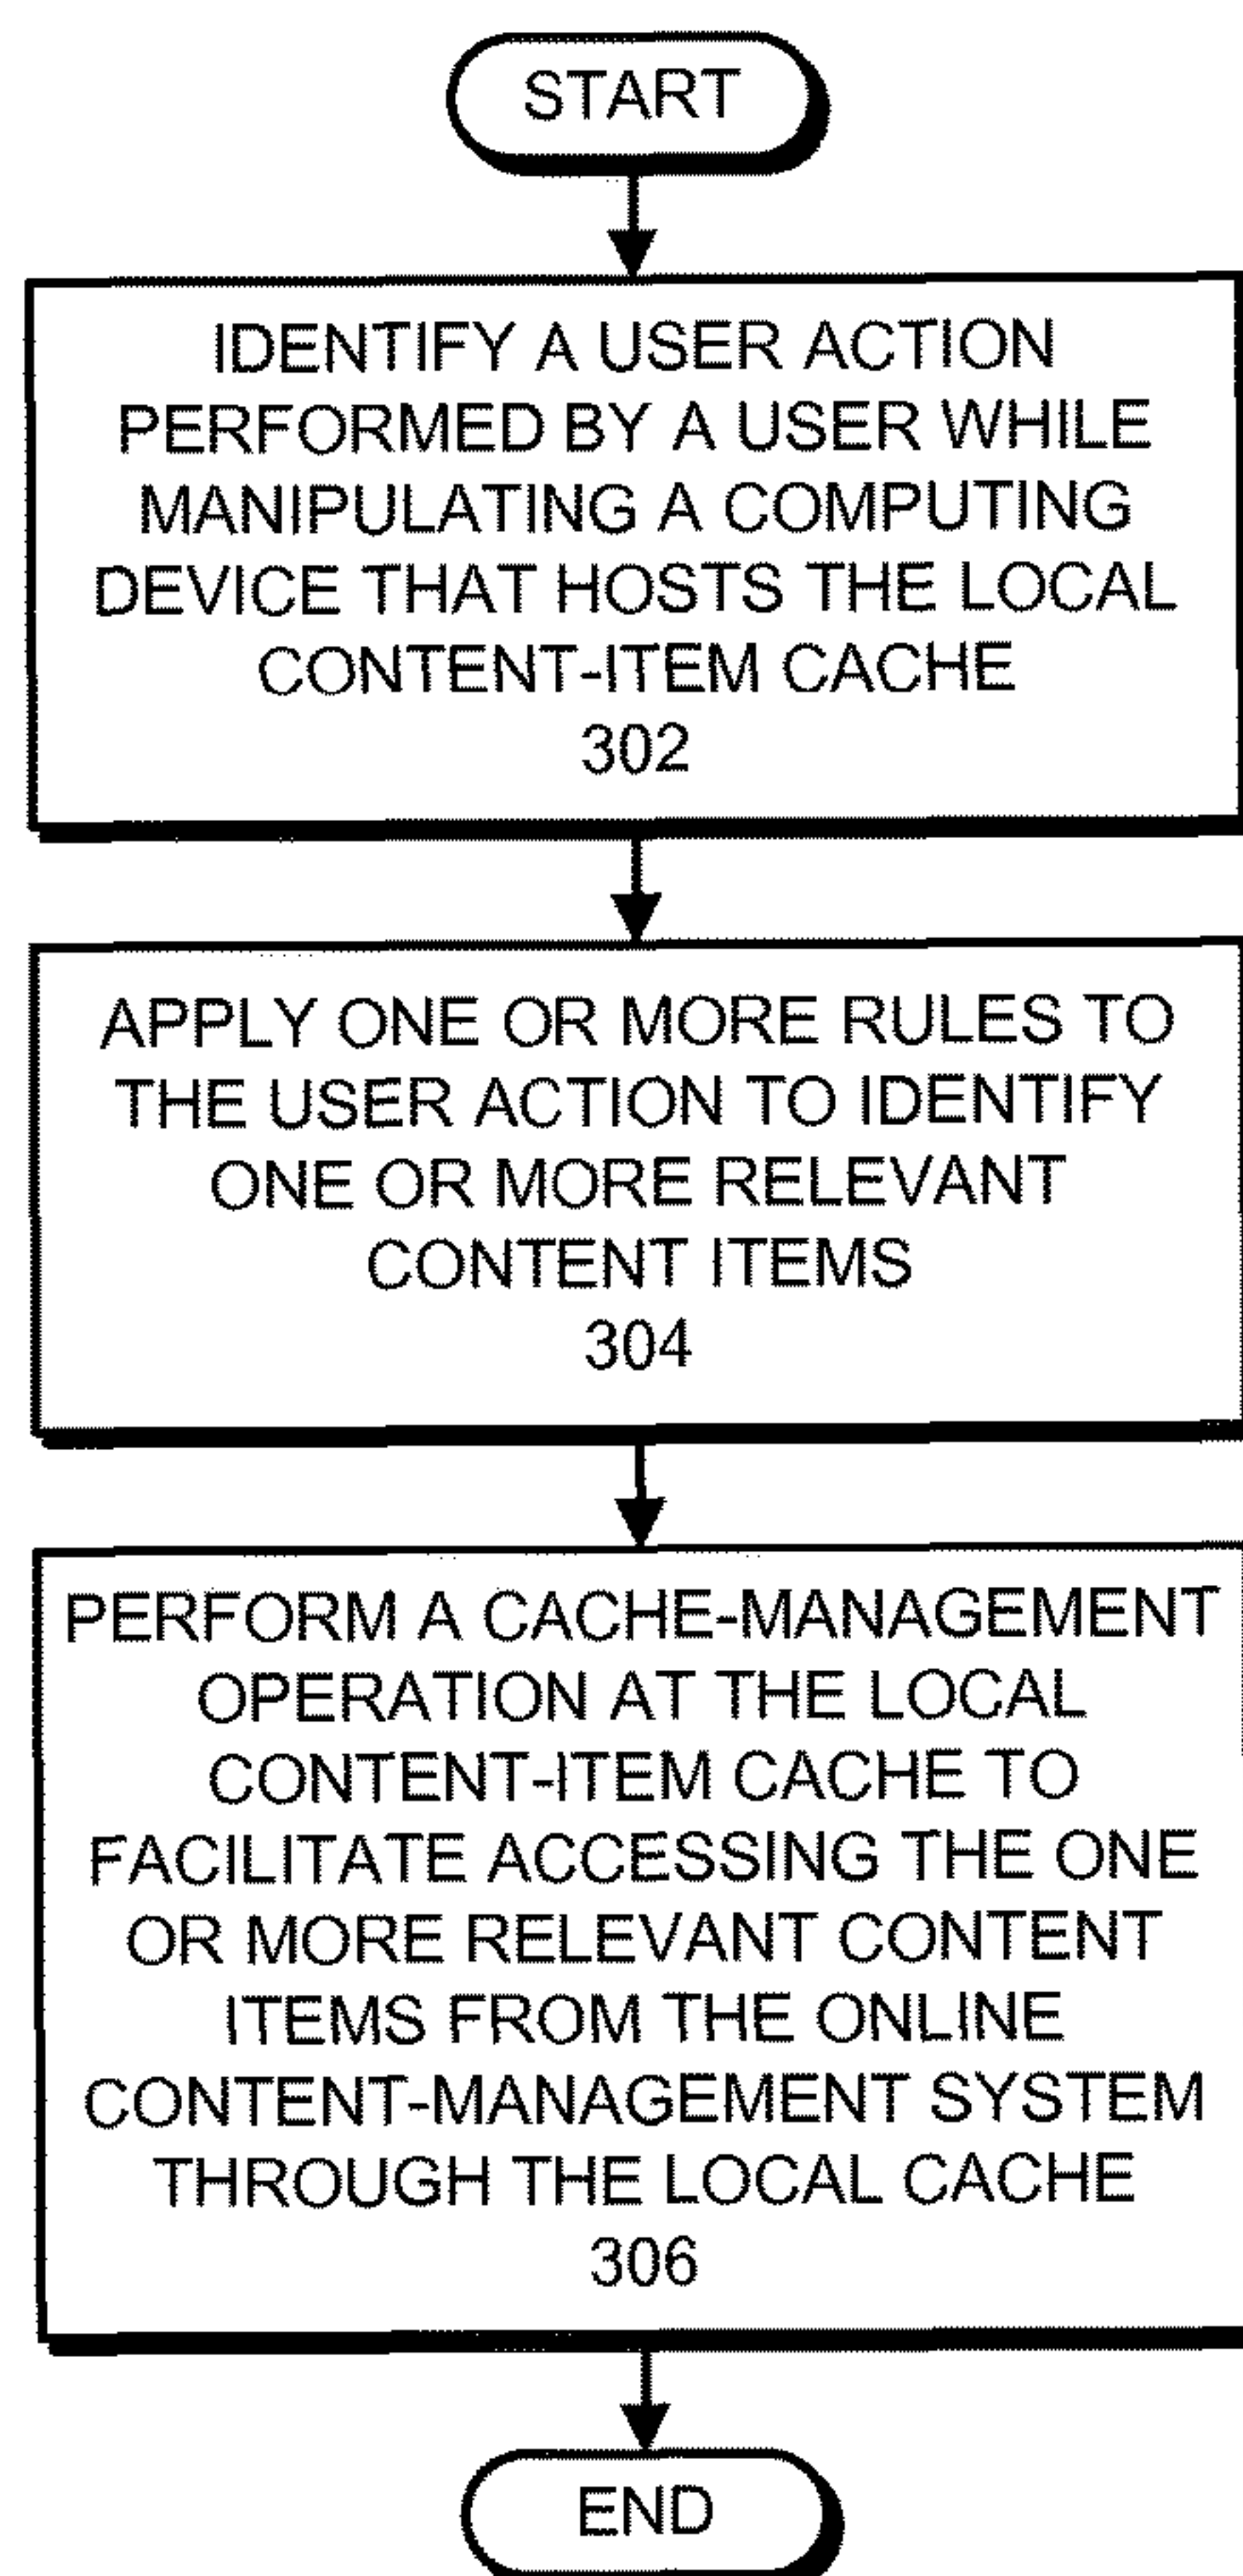 START
IDENTIFY A USER ACTION
PERFORMED BY A USER WHILE
MANIPULATING A COMPUTING
DEVICE THAT HOSTS THE LOCAL
CONTENT-ITEM CACHE
302
APPLY ONE OR MORE RULES TO
THE USER ACTION TO IDENTIFY
ONE OR MORE RELEVANT
CONTENT ITEMS
304
PERFORM A CACHE-MANAGEMENT
OPERATION AT THE LOCAL
CONTENT-ITEM CACHE TO
FACILITATE ACCESSING THE ONE
OR MORE RELEVANT CONTENT
ITEMS FROM THE ONLINE
CONTENT-MANAGEMENT SYSTEM
THROUGH THE LOCAL CACHE
306
END